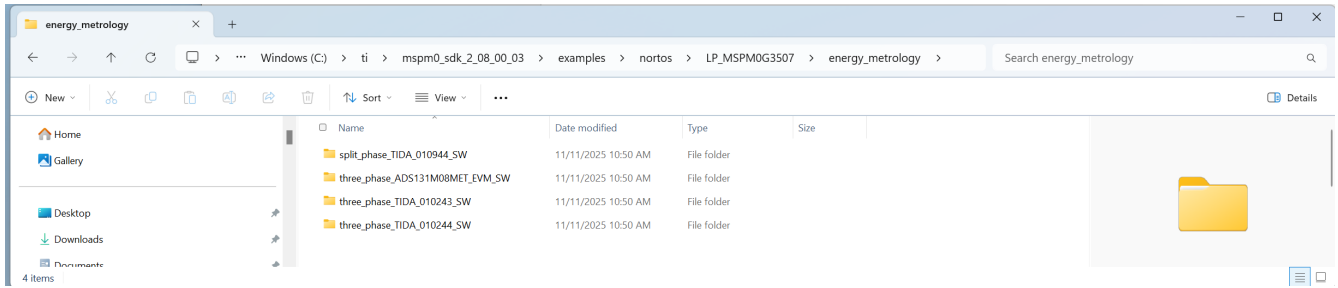 energy_metrology
Windows (C:) > ti > mspm0_sdk_2_08_00_03 > examples > nortos > LP_MSPM0G3507 > energy_metrology >
Search energy_metrology
New
Sort
View
Details
Home
Gallery
Desktop
Downloads
Documents
Name Date modified Type Size
split_phase_TIDA_010944_SW 11/11/2025 10:50 AM File folder
three_phase_ADS131M08MET_EVM_SW 11/11/2025 10:50 AM File folder
three_phase_TIDA_010243_SW 11/11/2025 10:50 AM File folder
three_phase_TIDA_010244_SW 11/11/2025 10:50 AM File folder
4 items